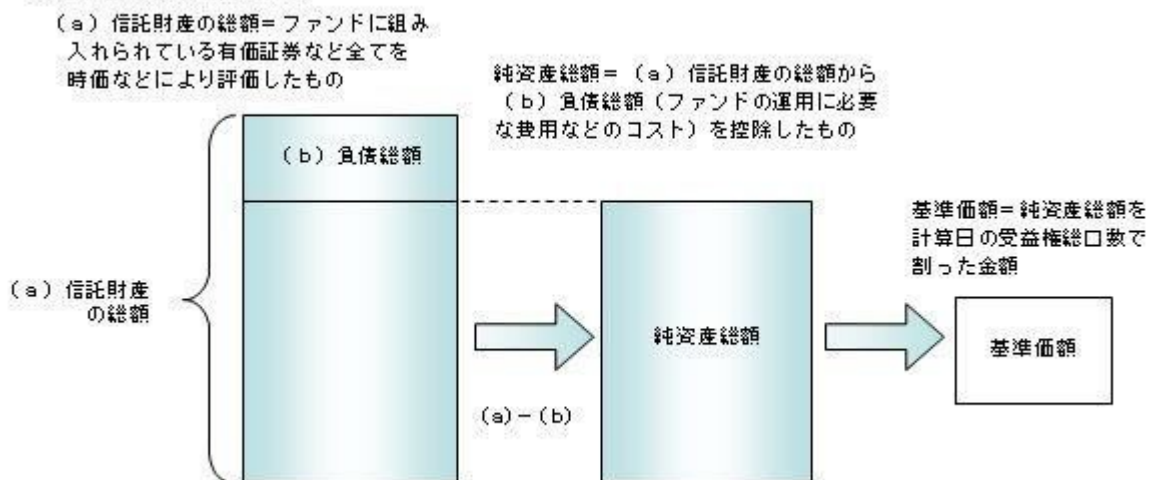 (a)信託財産の総額=ファンドに組み
入れられている有価証券など全てを
時価などにより評価したもの
純資産総額=(a)信託財産の総額から
(b)負債総額(ファンドの運用に必要
な費用などのコスト)を控除したもの
(b)負債総額
基準価額=純資産総額を
計算日の受益権総口数で
割った金額
(a)信託財産
の総額
純資産総額
基準価額
(a)-(b)